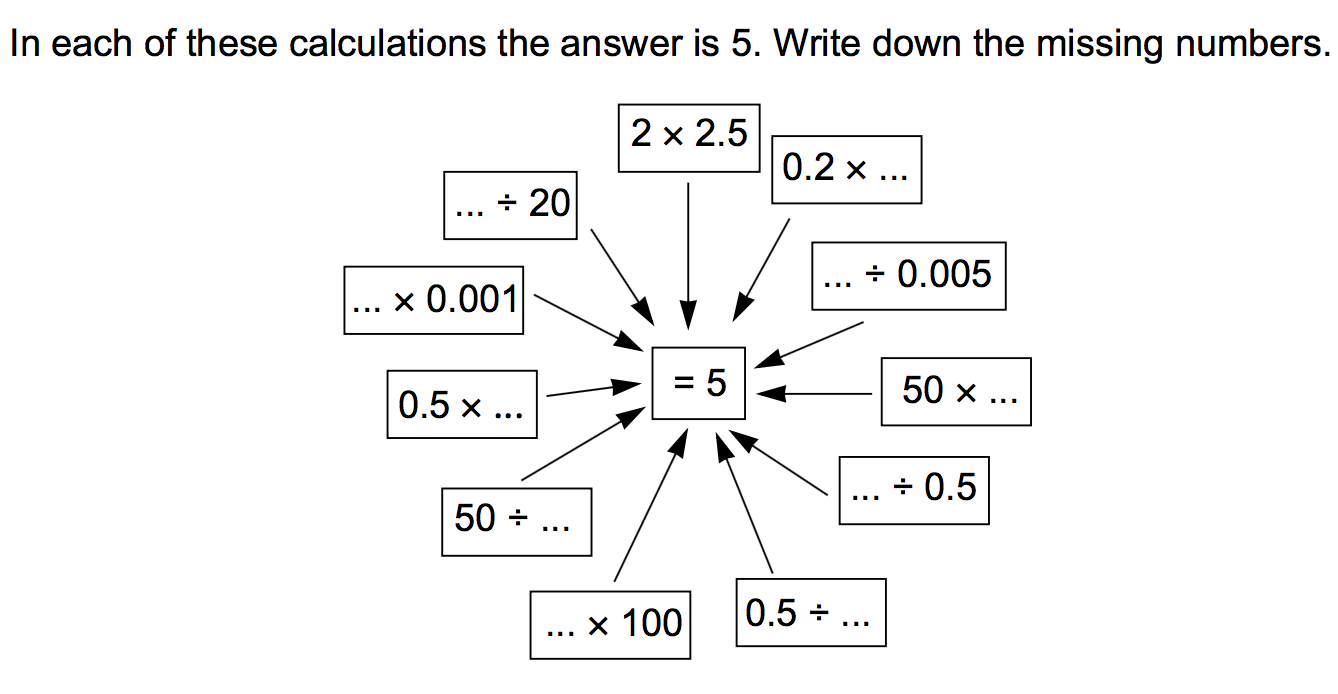 In each of these calculations the answer is 5. Write down the missing numbers.
2 × 2.5
0.2 × ...
... ÷ 20
... ÷ 0.005
... × 0.001
= 5
50 × ...
0.5 × ...
... ÷ 0.5
50 ÷ ...
0.5 ÷ ...
... × 100